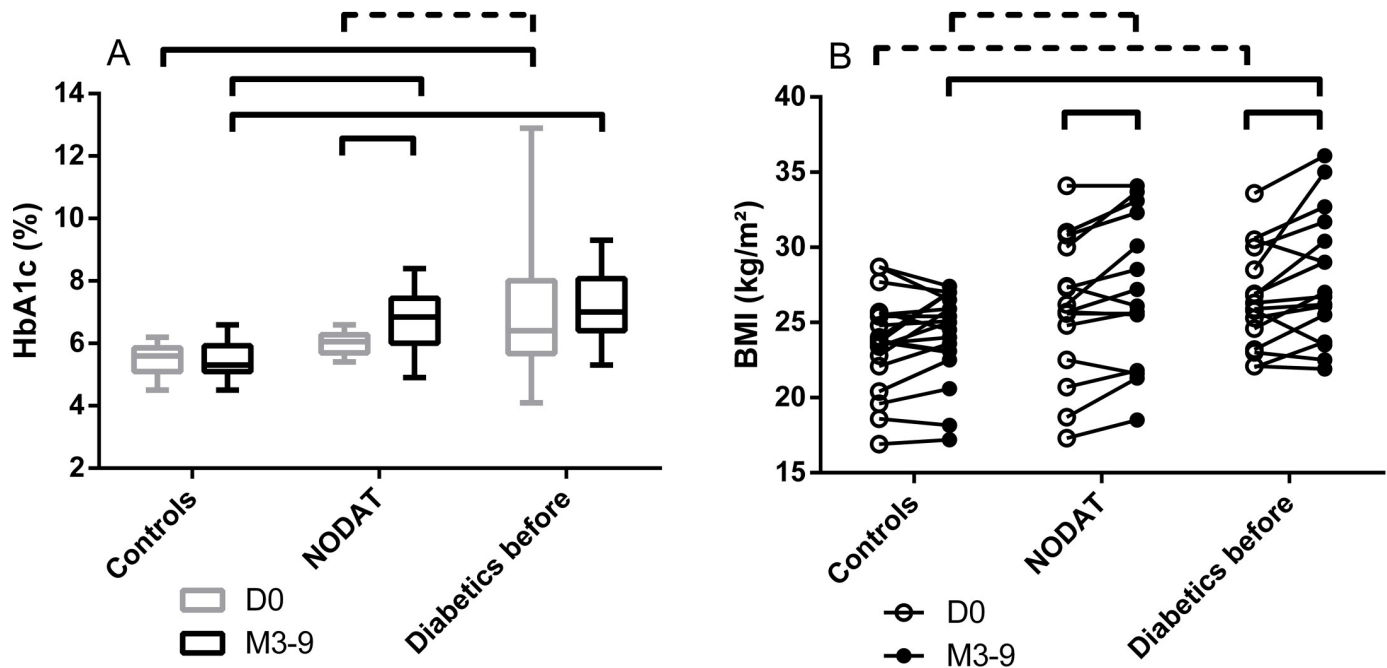 A
HbA1c (%)
14
12
10
8
6
4
2
Controls
NODAT
Diabetics before
D0
M3-9
B
BMI (kg/m²)
40
35
30
25
20
15
Controls
NODAT
Diabetics before
D0
M3-9